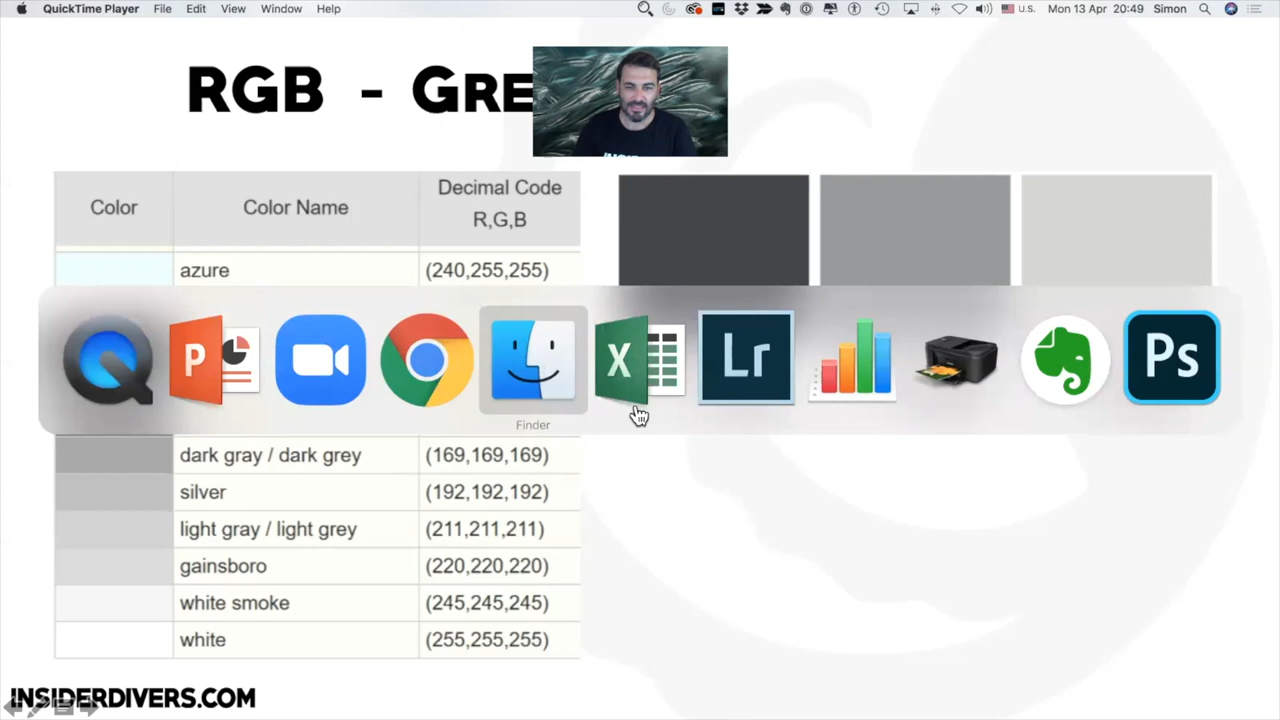 QuickTime Player File Edit View Window Help
U.S. Mon 13 Apr 20:49 Simon
RGB - GRE
Color Color Name Decimal Code
R,G,B
azure (240,255,255)
P X Lr Ps
Finder
dark gray / dark grey (169,169,169)
silver (192,192,192)
light gray / light grey (211,211,211)
gainsboro (220,220,220)
white smoke (245,245,245)
white (255,255,255)
INSIDERDIVERS.COM